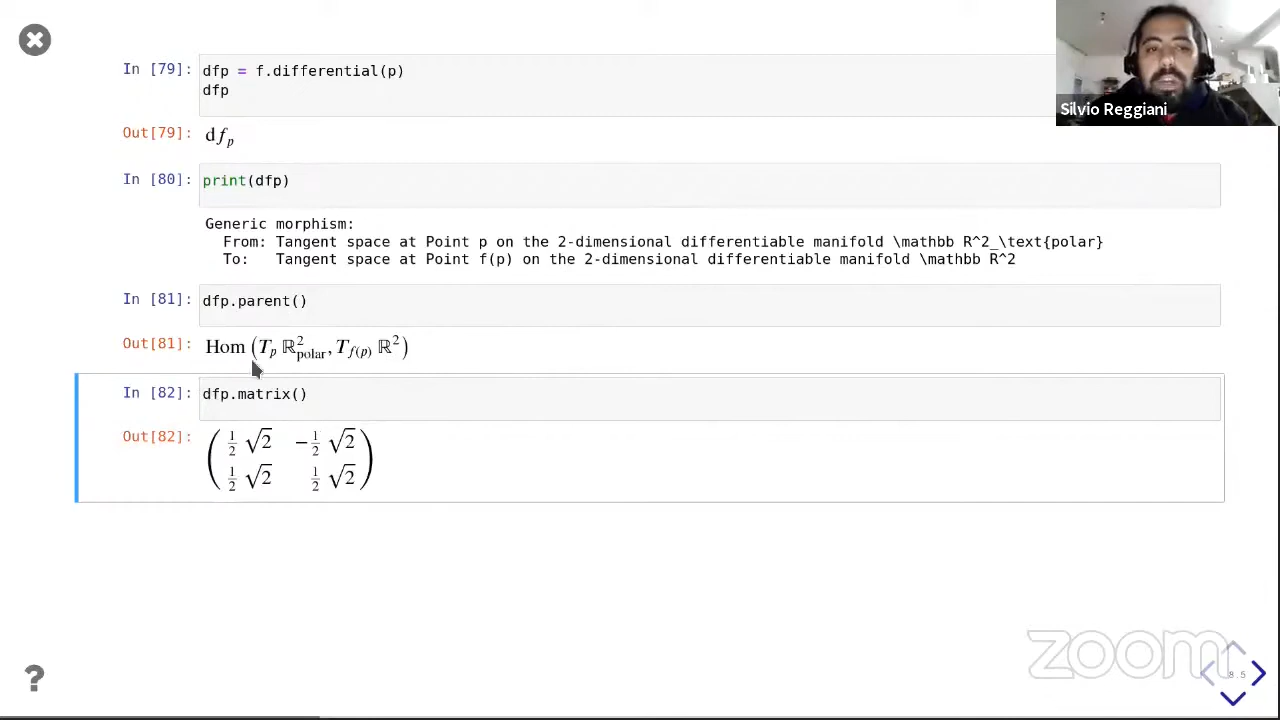 In [79]: dfp = f.differential(p)
dfp
Out[79]: df_p
In [80]: print(dfp)
Generic morphism:
From: Tangent space at Point p on the 2-dimensional differentiable manifold \mathbb R^2_\text{polar}
To: Tangent space at Point f(p) on the 2-dimensional differentiable manifold \mathbb R^2
In [81]: dfp.parent()
Out[81]: Hom (T_p ℝ²_polar, T_f(p) ℝ²)
In [82]: dfp.matrix()
Out[82]: ( 1/2 √2 −1/2 √2
1/2 √2 1/2 √2 )
Silvio Reggiani
zoom
8.5
?